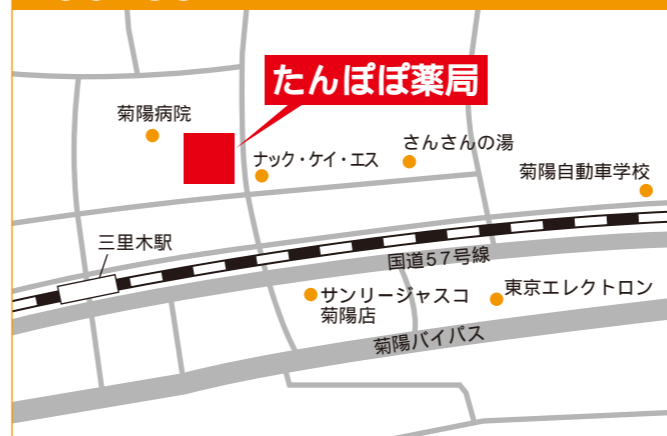 たんぽぽ薬局
菊陽病院
ナック・ケイ・エス
さんさんの湯
菊陽自動車学校
三里木駅
国道57号線
サンリージャスコ
菊陽店
東京エレクトロン
菊陽バイパス